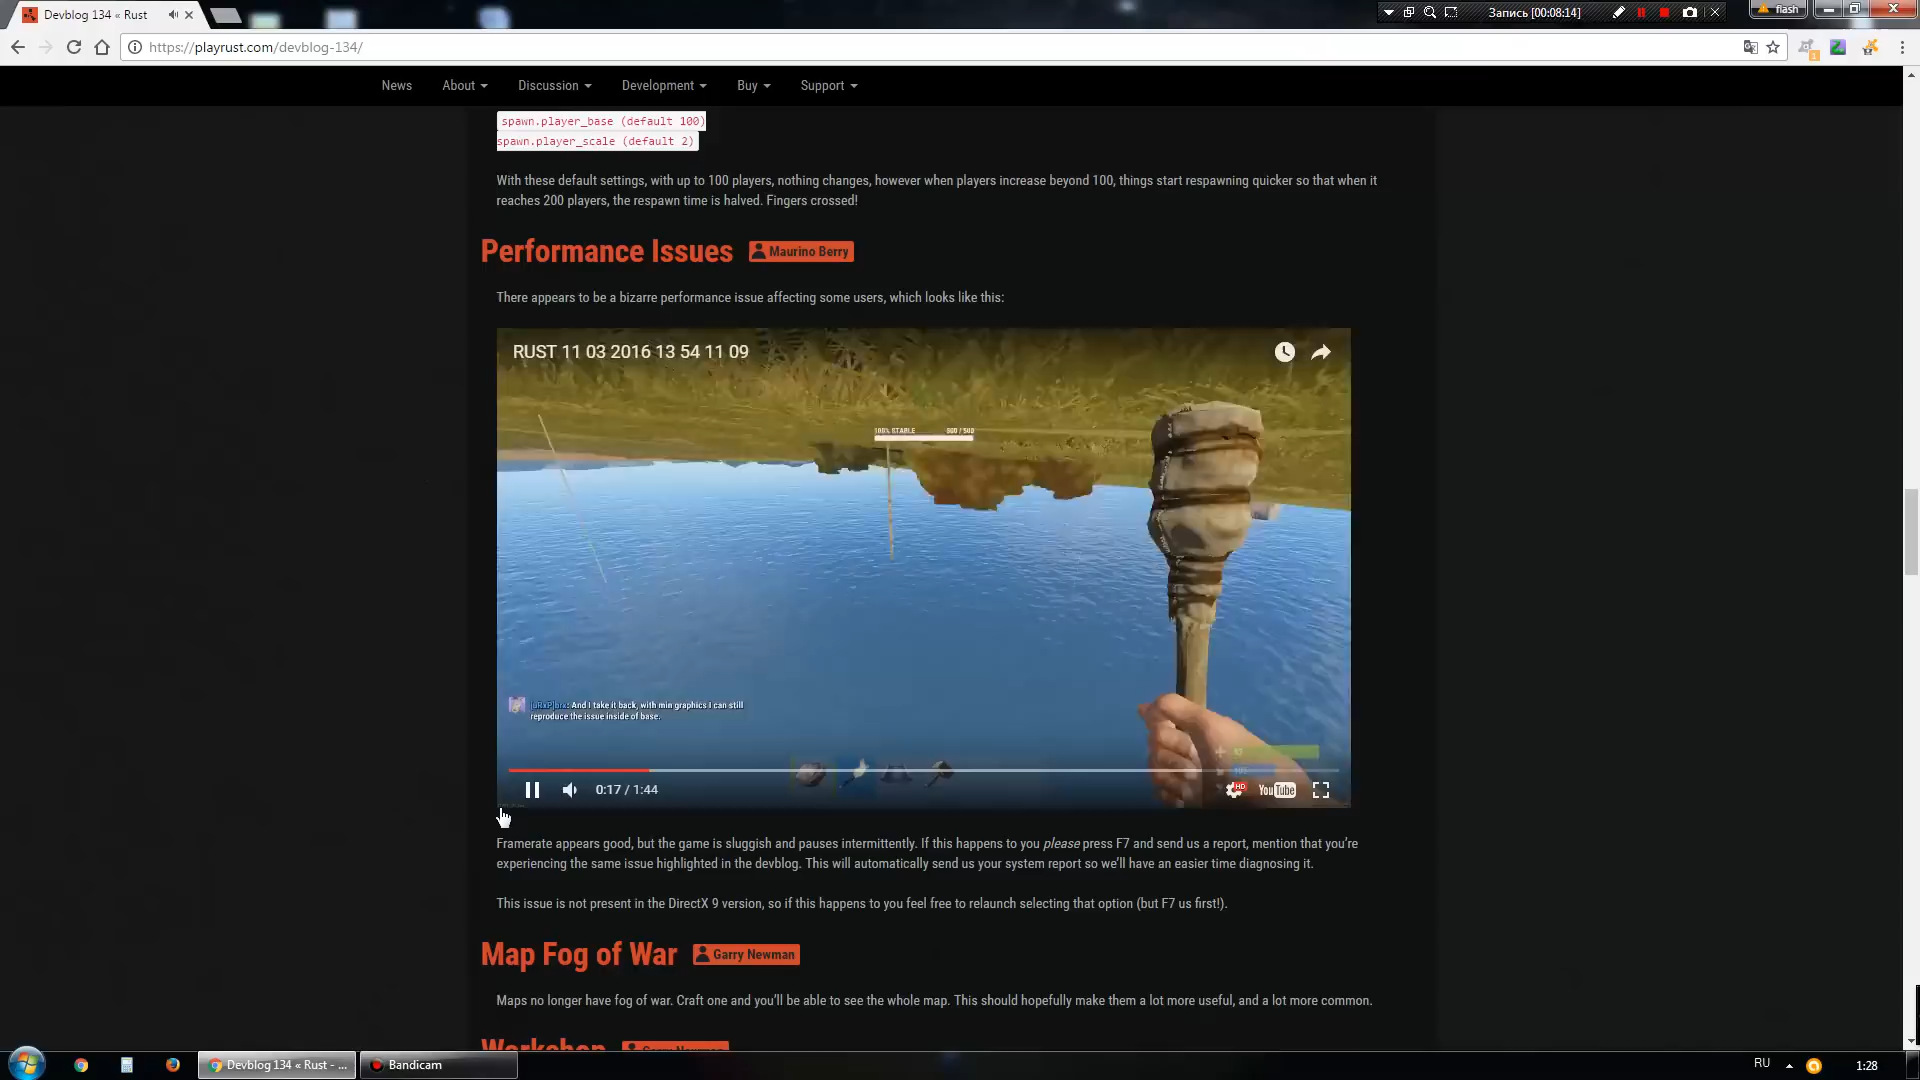 Devblog 134 « Rust
Запись [00:08:14]
flash
https://playrust.com/devblog-134/
News About Discussion Development Buy Support
spawn.player_base (default 100)
spawn.player_scale (default 2)
With these default settings, with up to 100 players, nothing changes, however when players increase beyond 100, things start respawning quicker so that when it
reaches 200 players, the respawn time is halved. Fingers crossed!
Performance Issues Maurino Berry
There appears to be a bizarre performance issue affecting some users, which looks like this:
RUST 11 03 2016 13 54 11 09
100% STABLE 500 / 500
And I take it back, with min graphics I can still
reproduce the issue inside of base.
0:17 / 1:44
HD
YouTube
Framerate appears good, but the game is sluggish and pauses intermittently. If this happens to you please press F7 and send us a report, mention that you’re
experiencing the same issue highlighted in the devblog. This will automatically send us your system report so we’ll have an easier time diagnosing it.
This issue is not present in the DirectX 9 version, so if this happens to you feel free to relaunch selecting that option (but F7 us first!).
Map Fog of War Garry Newman
Maps no longer have fog of war. Craft one and you’ll be able to see the whole map. This should hopefully make them a lot more useful, and a lot more common.
Workshop Garry Newman
Devblog 134 « Rust - ...
Bandicam
RU
1:28